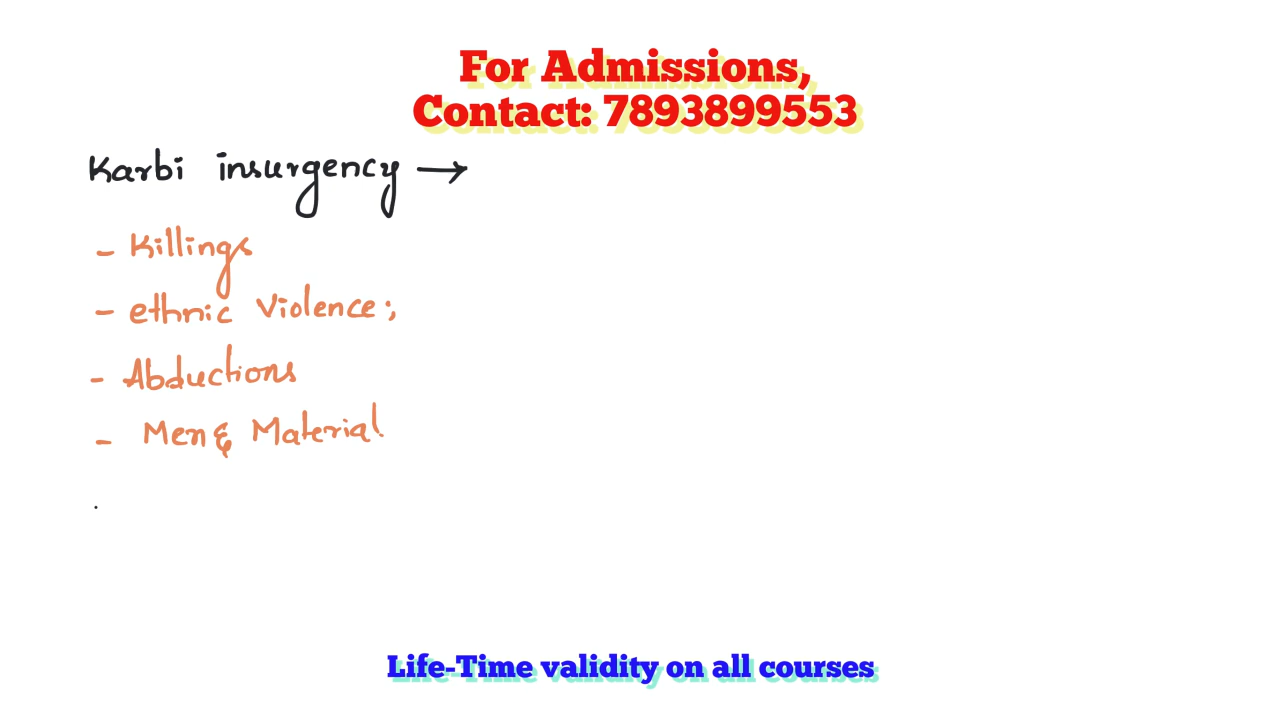 For Admissions,
Contact: 7893899553
Karbi insurgency →
- Killings
- ethnic Violence;
- Abductions
- Men & Material
Life-Time validity on all courses